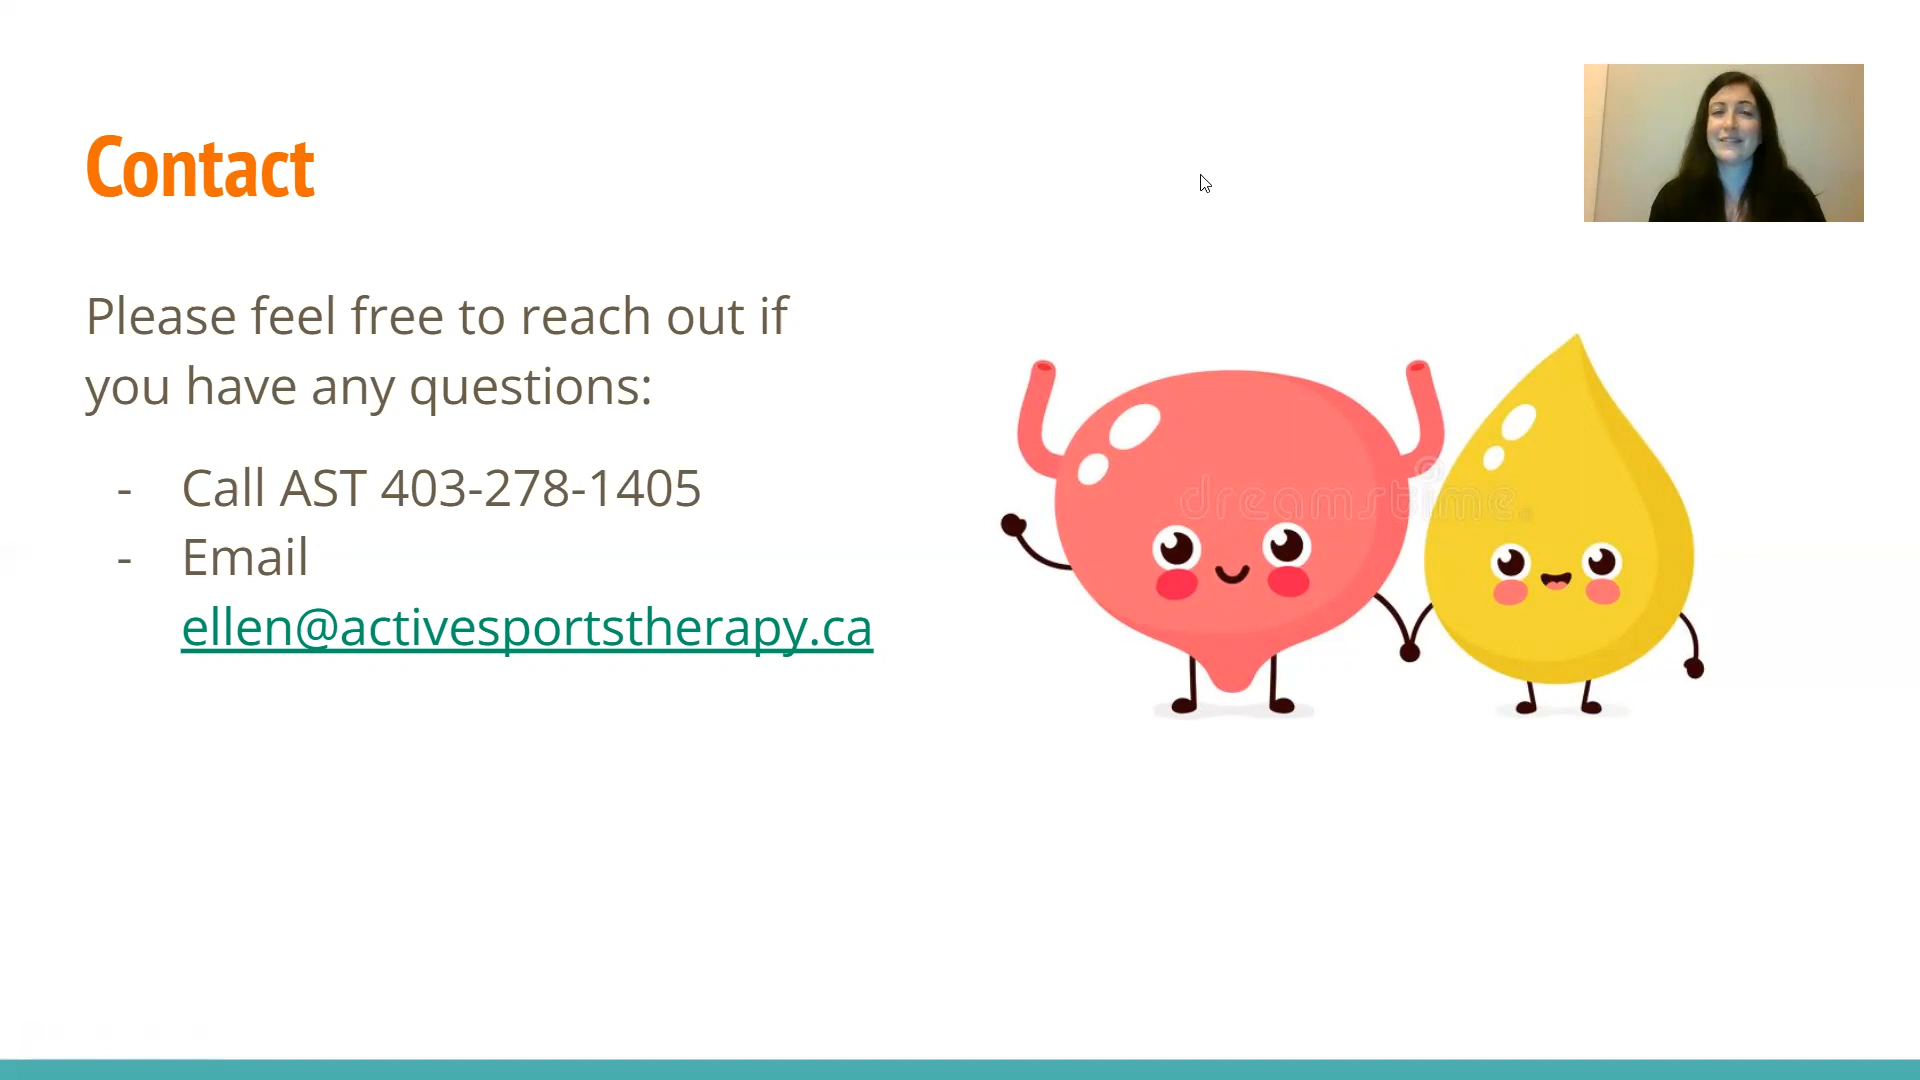 Contact
Please feel free to reach out if
you have any questions:
- Call AST 403-278-1405
- Email
ellen@activesportstherapy.ca
dreamstime.